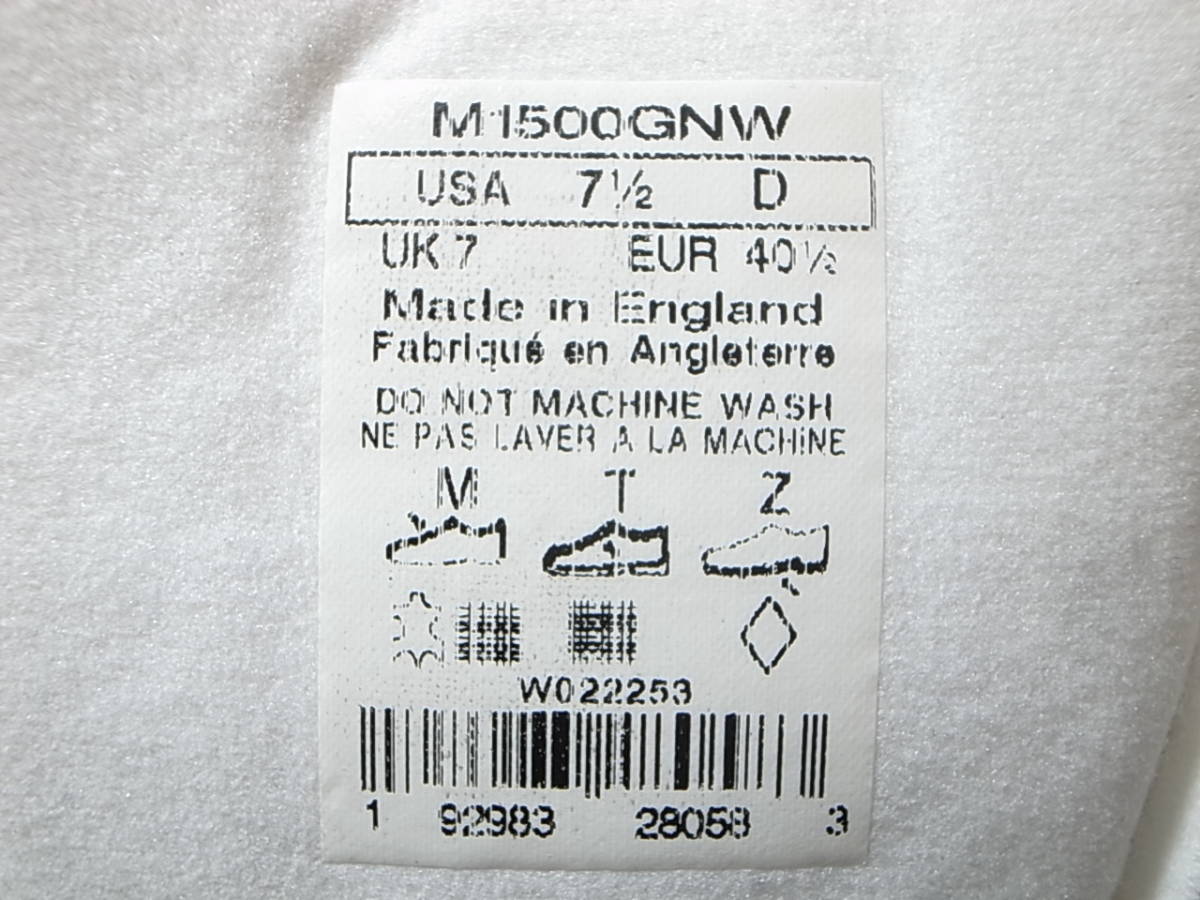 M1500GNW
USA 7½ D
UK 7 EUR 40½
Made in England
Fabriqué en Angleterre
DO NOT MACHINE WASH
NE PAS LAVER A LA MACHINE
M T Z
W022253
1 92983 28058 3